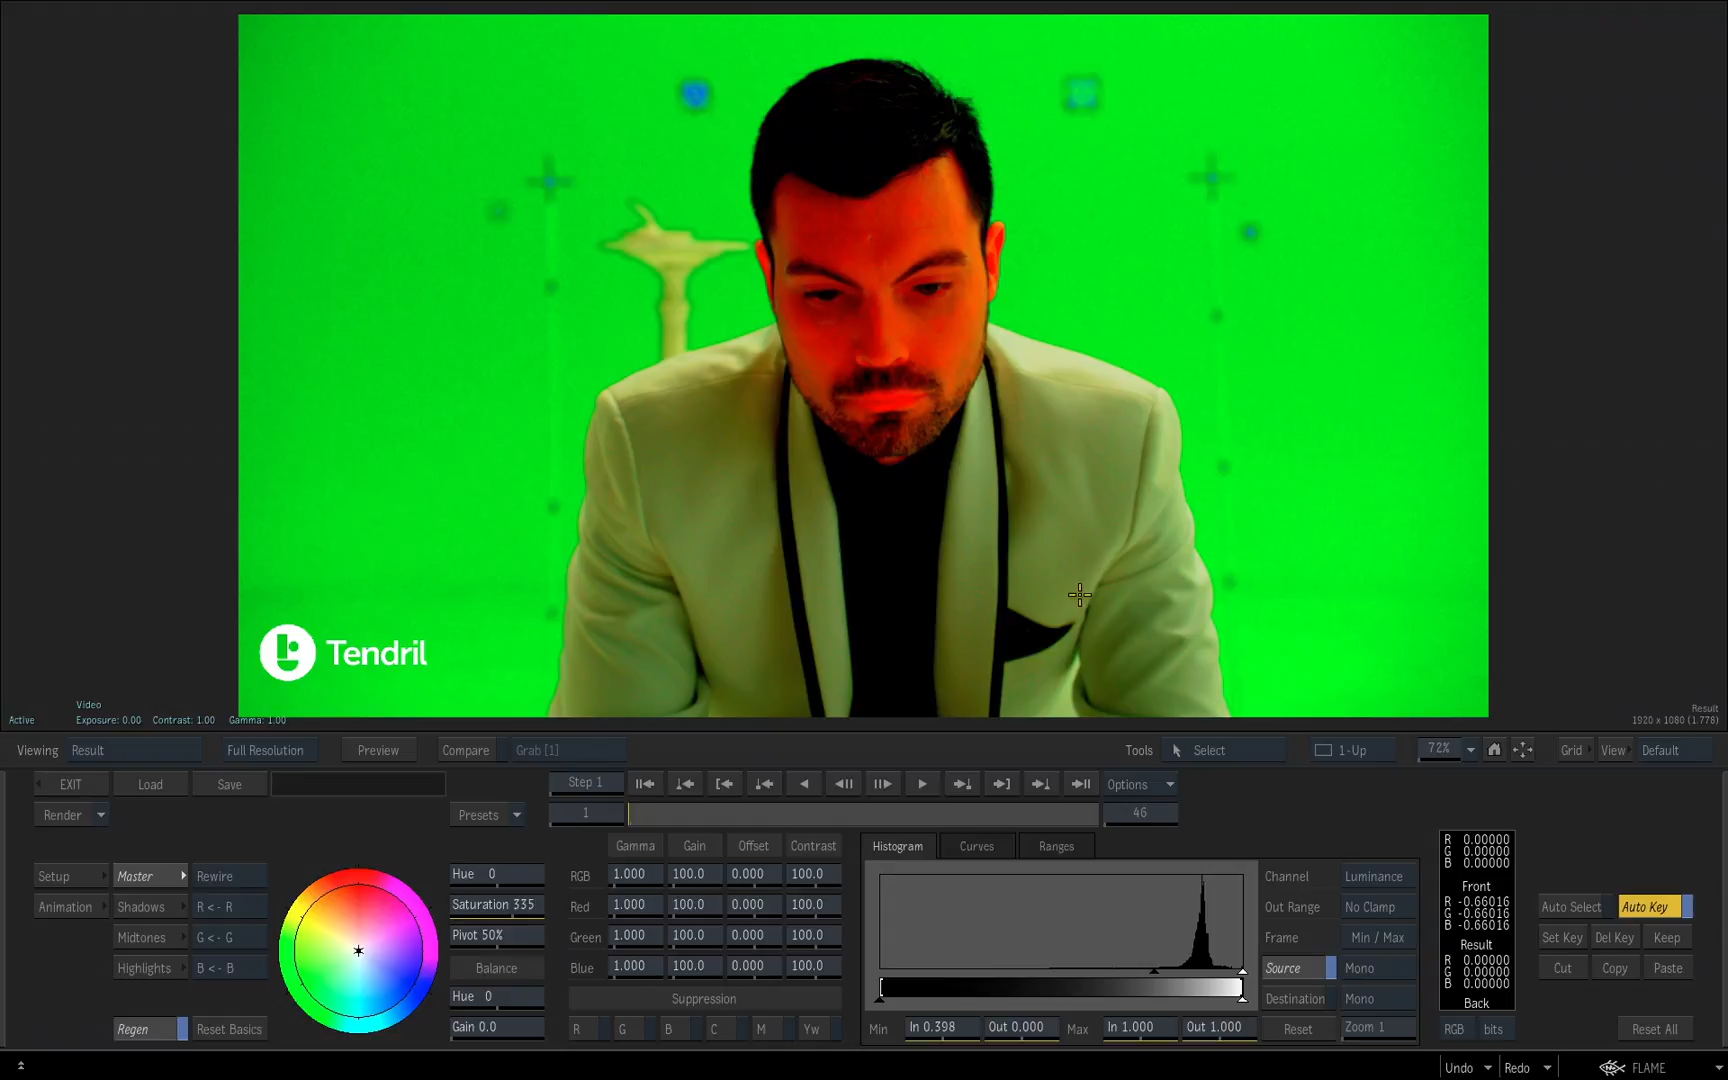 Tendril
Video
Active Exposure: 0.00 Contrast: 1.00 Gamma: 1.00
Result
1920 x 1080 (1.778)
Viewing Result Full Resolution Preview Compare Grab [1] Tools Select 1-Up 72% Grid View Default
EXIT Load Save Step 1 Options
Render Presets 1 46
Gamma Gain Offset Contrast Histogram Curves Ranges
Setup Master Rewire Hue 0 RGB 1.000 100.0 0.000 100.0 Channel Luminance
Animation Shadows R <- R Saturation 335 Red 1.000 100.0 0.000 100.0 Out Range No Clamp
Midtones G <- G Pivot 50% Green 1.000 100.0 0.000 100.0 Frame Min / Max
Highlights B <- B Balance Blue 1.000 100.0 0.000 100.0 Source Mono
Hue 0 Suppression Destination Mono
Regen Reset Basics Gain 0.0 R G B C M Yw Min In 0.398 Out 0.000 Max In 1.000 Out 1.000 Reset Zoom 1
R 0.00000
G 0.00000
B 0.00000
Front
R -0.66016
G -0.66016
B -0.66016
Result
R 0.00000
G 0.00000
B 0.00000
Back
RGB bits
Auto Select Auto Key
Set Key Del Key Keep
Cut Copy Paste
Reset All
Undo Redo FLAME